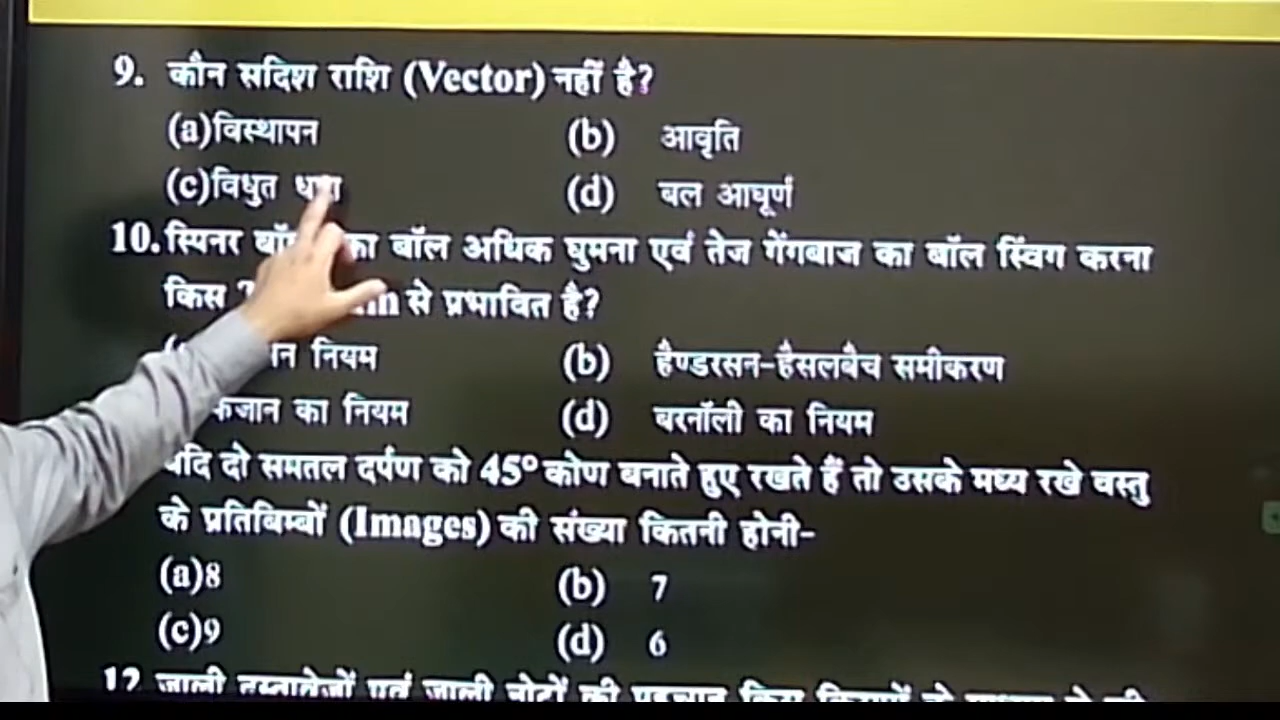 9. कौन सदिश राशि (Vector) नहीं है?
(a)विस्थापन (b) आवृति
(c)विधुत (d) बल आघूर्ण
10. स्पिनर का बॉल अधिक घुमना एवं तेज गेंगबाज का बॉल स्विंग करना
किस से प्रभावित है?
नियम (b) हैण्डरसन-हैसलबैच समीकरण
का नियम (d) बरनॉली का नियम
यदि दो समतल दर्पण को 45° कोण बनाते हुए रखते हैं तो उसके मध्य रखे वस्तु
के प्रतिबिम्बों (Images) की संख्या कितनी होनी-
(a)8 (b) 7
(c)9 (d) 6
12